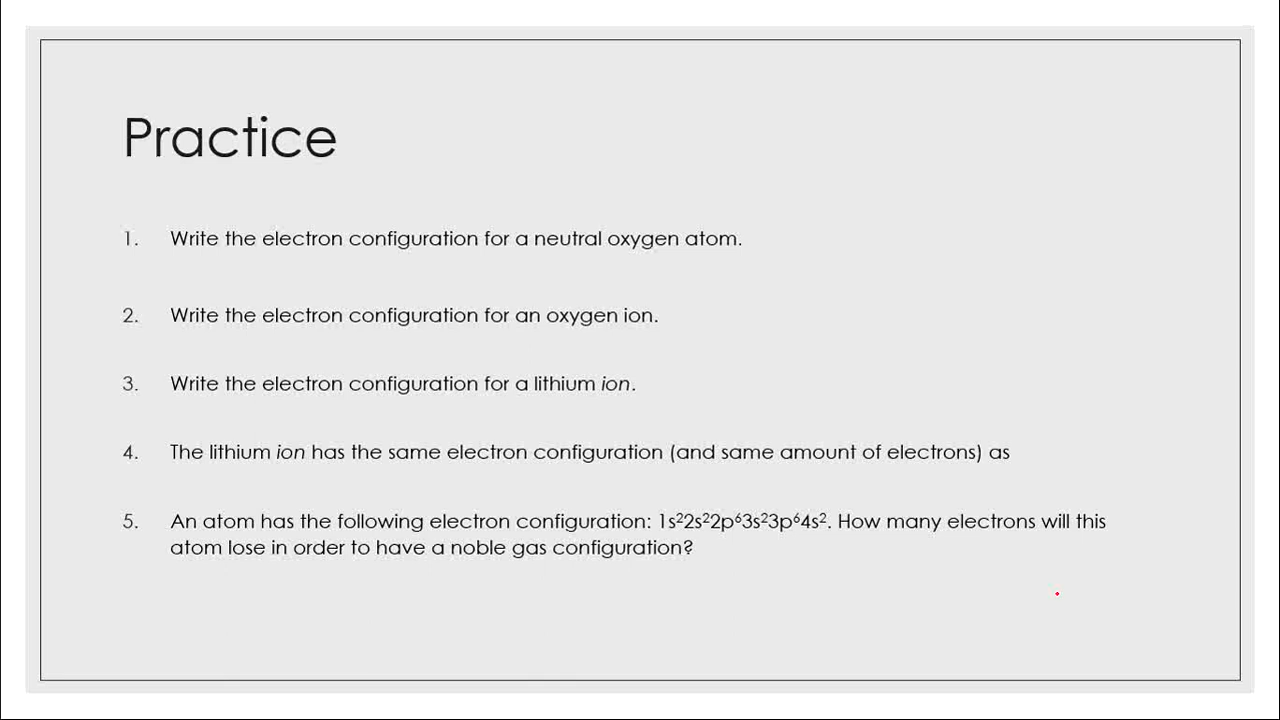 Practice
1. Write the electron configuration for a neutral oxygen atom.
2. Write the electron configuration for an oxygen ion.
3. Write the electron configuration for a lithium ion.
4. The lithium ion has the same electron configuration (and same amount of electrons) as
5. An atom has the following electron configuration: 1s²2s²2p⁶3s²3p⁶4s². How many electrons will this
atom lose in order to have a noble gas configuration?